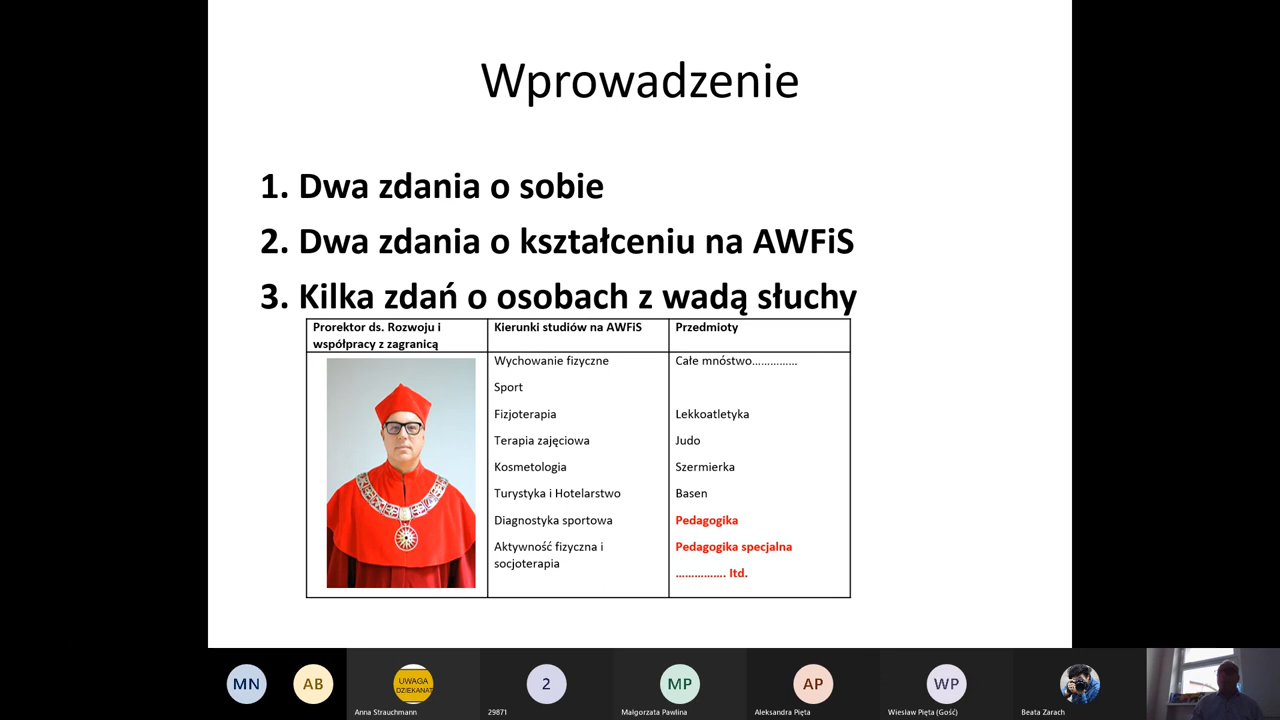 Wprowadzenie
1. Dwa zdania o sobie
2. Dwa zdania o kształceniu na AWFiS
3. Kilka zdań o osobach z wadą słuchy
Prorektor ds. Rozwoju i
współpracy z zagranicą
Kierunki studiów na AWFiS
Przedmioty
Wychowanie fizyczne
Sport
Fizjoterapia
Terapia zajęciowa
Kosmetologia
Turystyka i Hotelarstwo
Diagnostyka sportowa
Aktywność fizyczna i
socjoterapia
Całe mnóstwo……………
Lekkoatletyka
Judo
Szermierka
Basen
Pedagogika
Pedagogika specjalna
……………. Itd.
MN
AB
UWAGA
DZIEKANAT
Anna Strauchmann
2
29871
MP
Małgorzata Pawlina
AP
Aleksandra Pięta
WP
Wiesław Pięta (Gość)
Beata Zarach